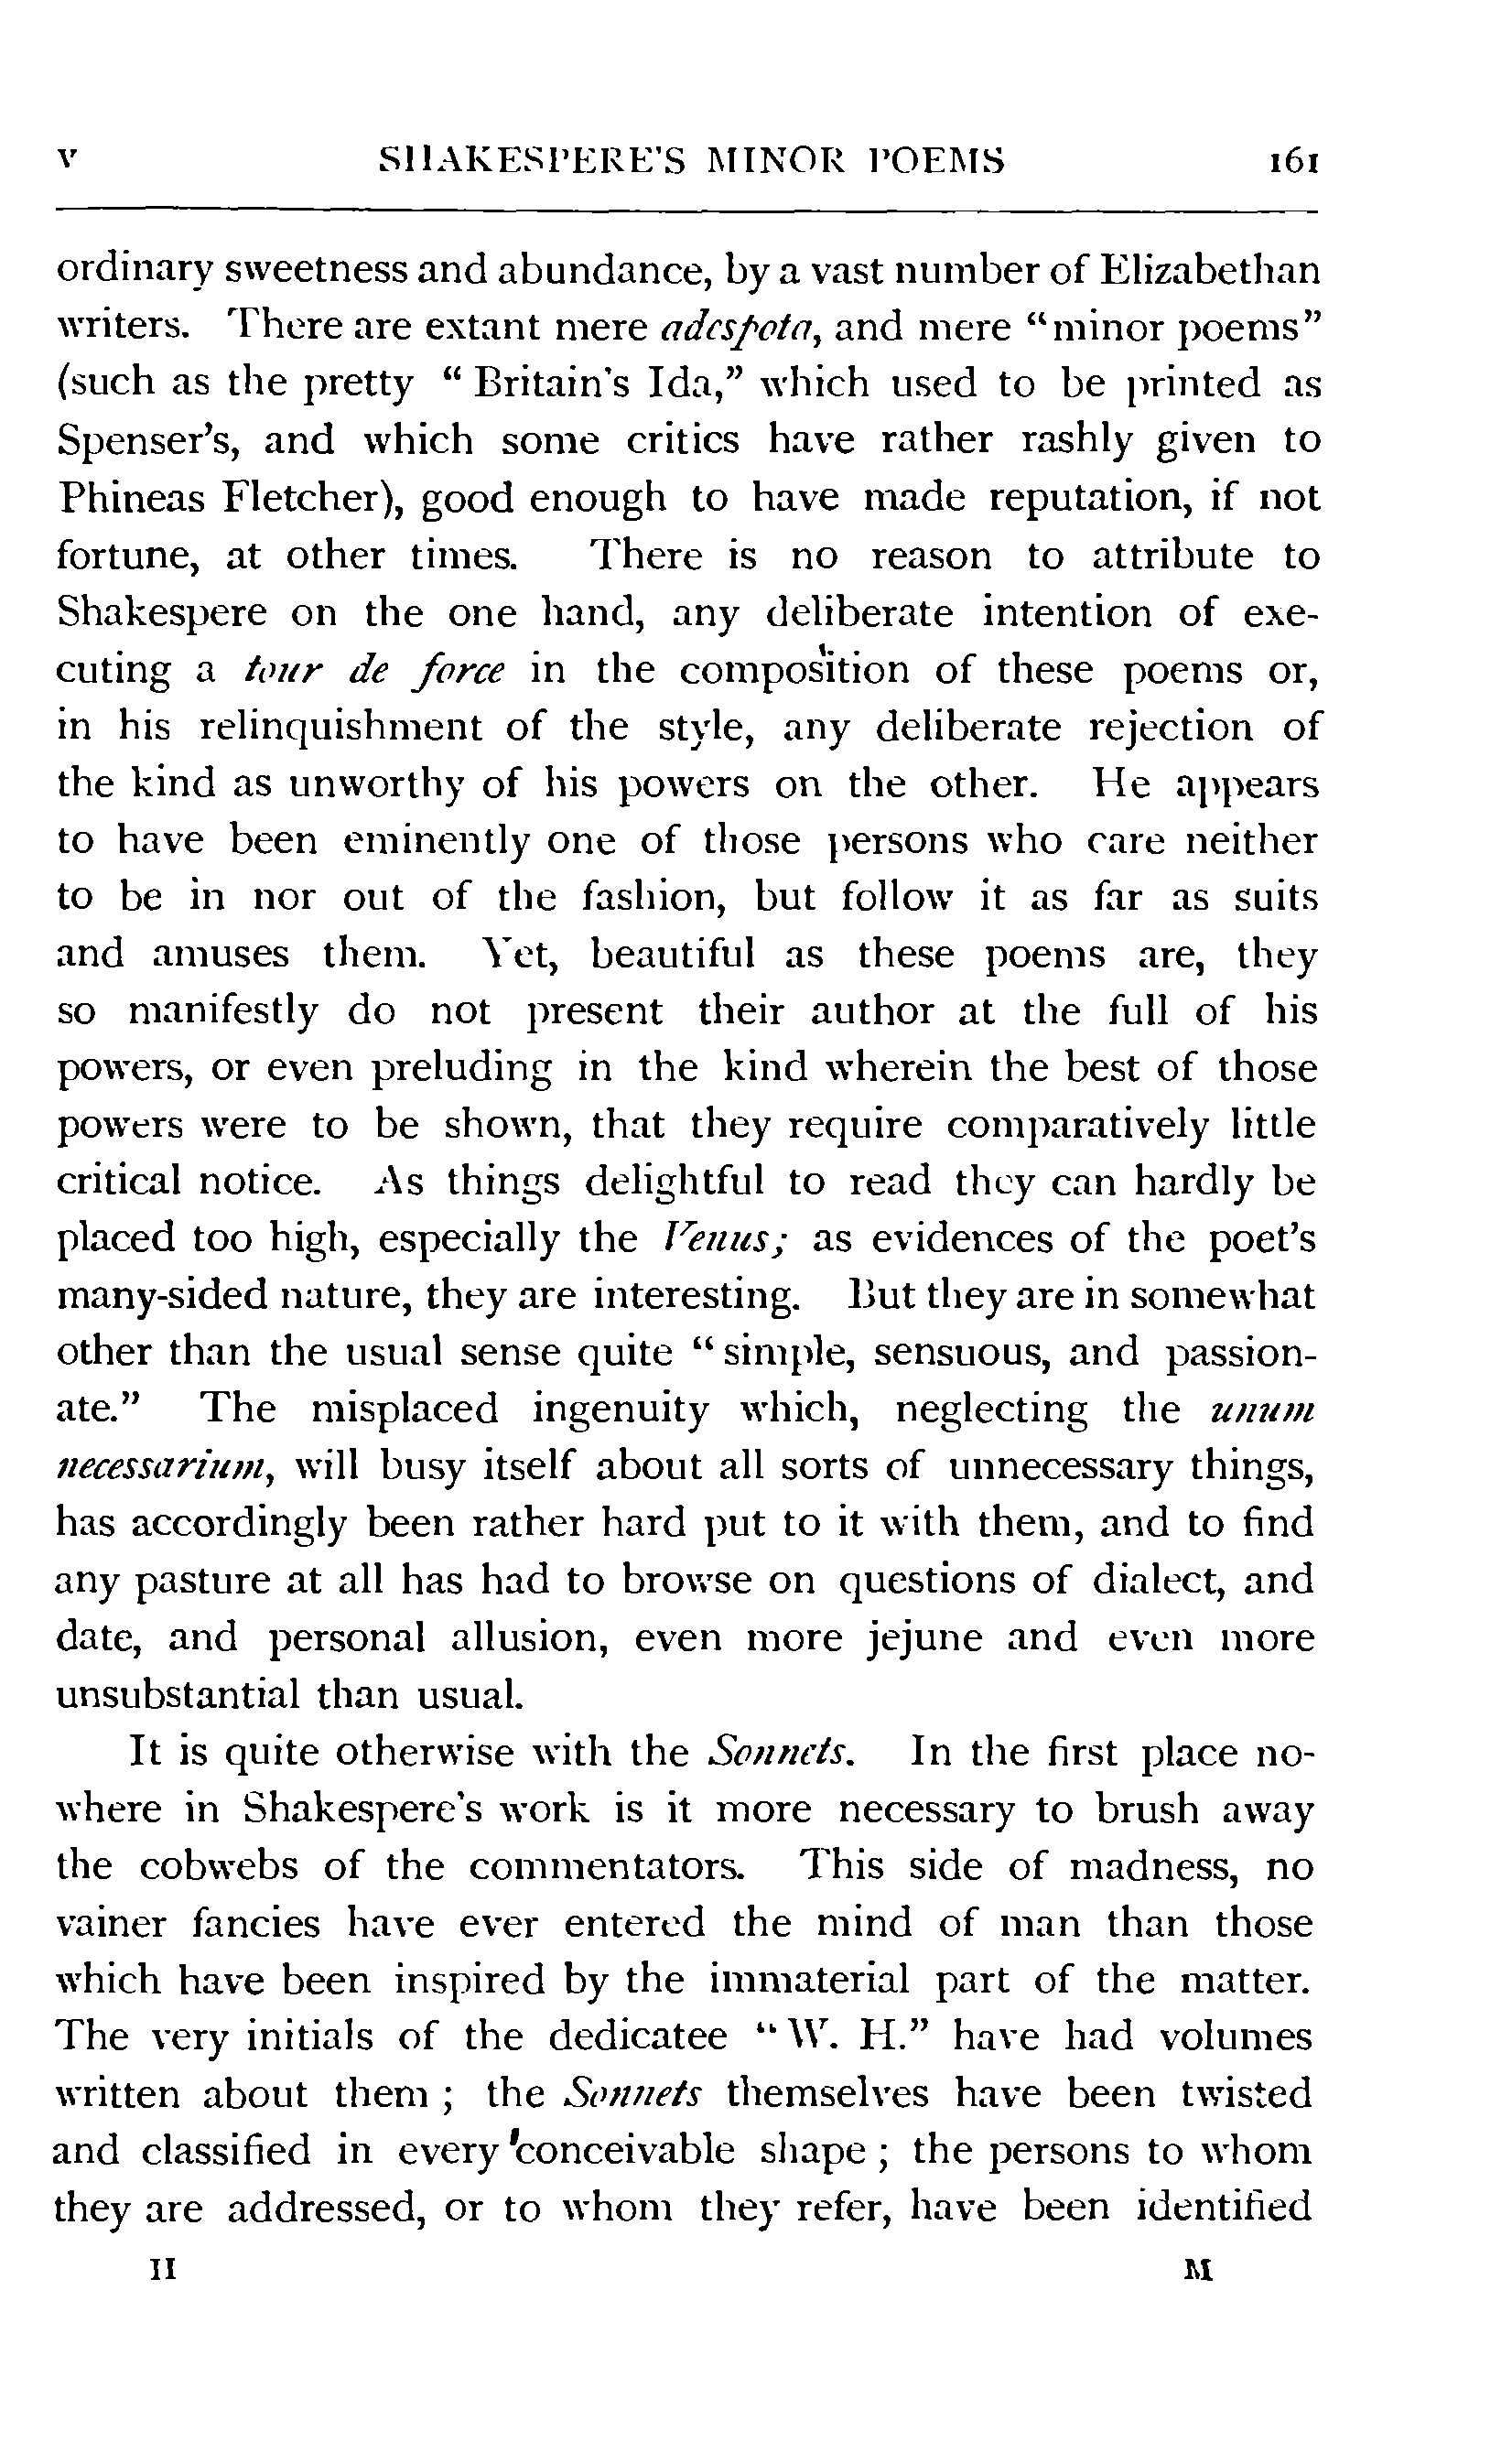 v SHAKESPERE'S MINOR POEMS 161
ordinary sweetness and abundance, by a vast number of Elizabethan
writers. There are extant mere adespota, and mere “minor poems”
(such as the pretty “Britain's Ida,” which used to be printed as
Spenser's, and which some critics have rather rashly given to
Phineas Fletcher), good enough to have made reputation, if not
fortune, at other times. There is no reason to attribute to
Shakespere on the one hand, any deliberate intention of exe-
cuting a tour de force in the composition of these poems or,
in his relinquishment of the style, any deliberate rejection of
the kind as unworthy of his powers on the other. He appears
to have been eminently one of those persons who care neither
to be in nor out of the fashion, but follow it as far as suits
and amuses them. Yet, beautiful as these poems are, they
so manifestly do not present their author at the full of his
powers, or even preluding in the kind wherein the best of those
powers were to be shown, that they require comparatively little
critical notice. As things delightful to read they can hardly be
placed too high, especially the Venus; as evidences of the poet's
many-sided nature, they are interesting. But they are in somewhat
other than the usual sense quite “simple, sensuous, and passion-
ate.” The misplaced ingenuity which, neglecting the unum
necessarium, will busy itself about all sorts of unnecessary things,
has accordingly been rather hard put to it with them, and to find
any pasture at all has had to browse on questions of dialect, and
date, and personal allusion, even more jejune and even more
unsubstantial than usual.
It is quite otherwise with the Sonnets. In the first place no-
where in Shakespere's work is it more necessary to brush away
the cobwebs of the commentators. This side of madness, no
vainer fancies have ever entered the mind of man than those
which have been inspired by the immaterial part of the matter.
The very initials of the dedicatee “W. H.” have had volumes
written about them ; the Sonnets themselves have been twisted
and classified in every conceivable shape ; the persons to whom
they are addressed, or to whom they refer, have been identified
II M